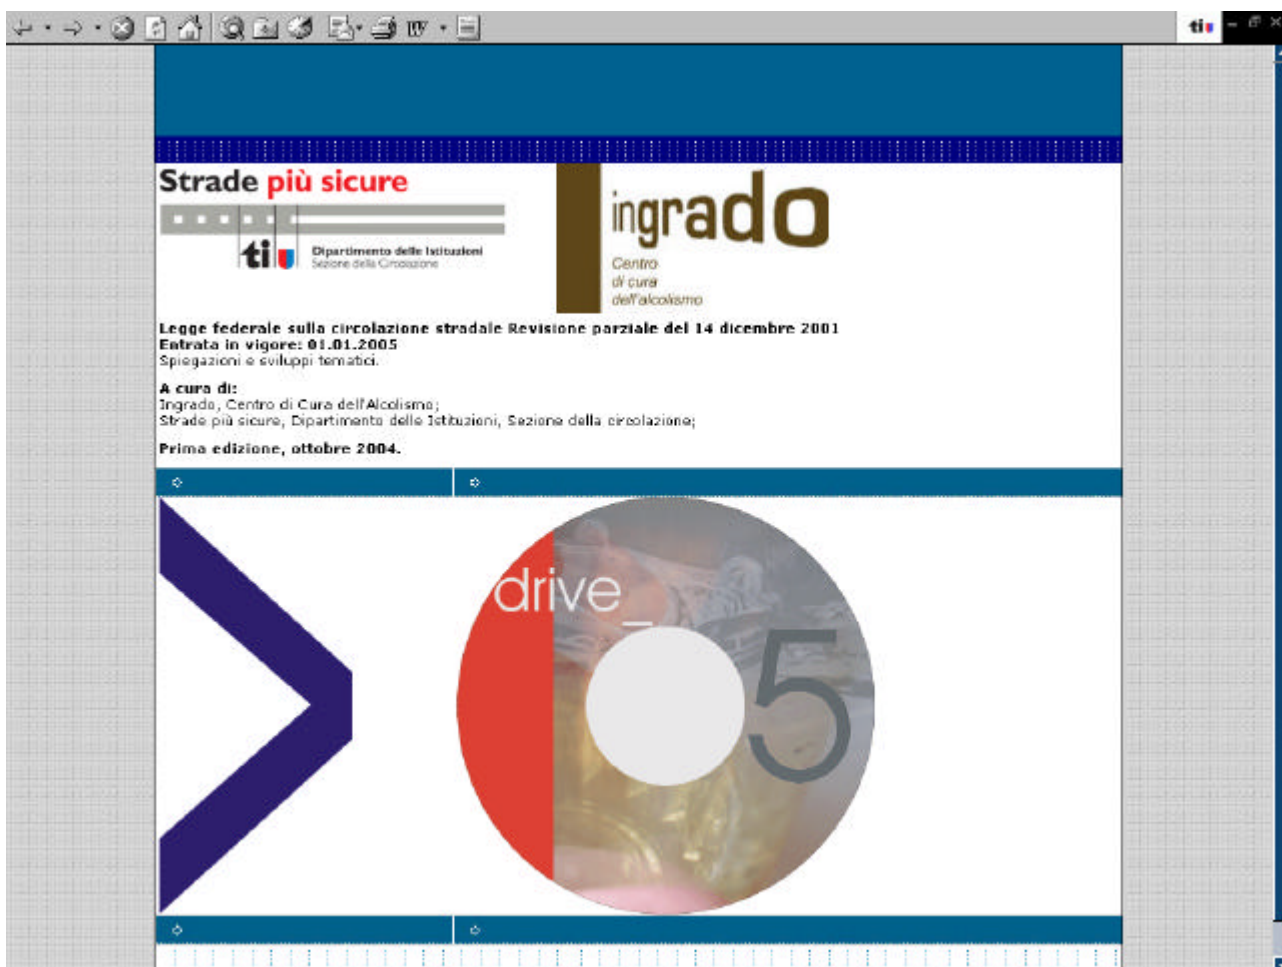 W
ti
Strade più sicure
ti
Dipartimento delle Istituzioni
Sezione della Circolazione
ingrado
Centro
di cura
dell'alcolismo
Legge federale sulla circolazione stradale Revisione parziale del 14 dicembre 2001
Entrata in vigore: 01.01.2005
Spiegazioni e sviluppi tematici.
A cura di:
Ingrado, Centro di Cura dell'Alcolismo;
Strade più sicure, Dipartimento delle Istituzioni, Sezione della circolazione;
Prima edizione, ottobre 2004.
drive_
5